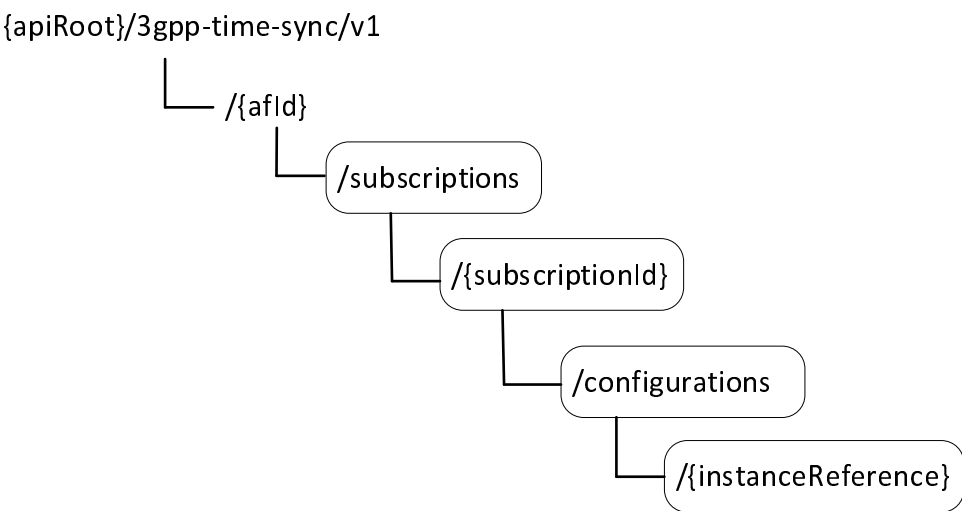 {apiRoot}/3gpp-time-sync/v1
/{afId}
/subscriptions
/{subscriptionId}
/configurations
/{instanceReference}